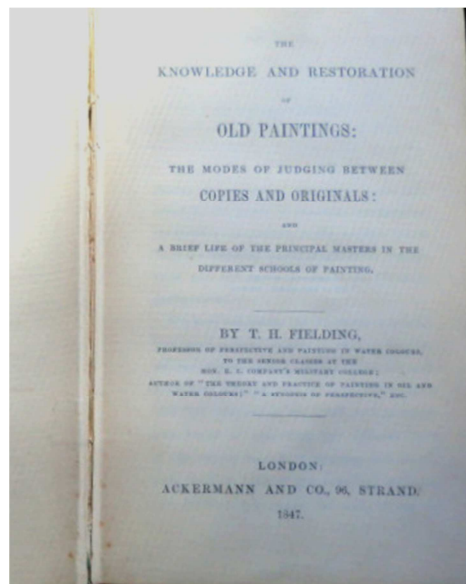 THE
KNOWLEDGE AND RESTORATION
OF
OLD PAINTINGS:
THE MODES OF JUDGING BETWEEN
COPIES AND ORIGINALS:
AND
A BRIEF LIFE OF THE PRINCIPAL MASTERS IN THE
DIFFERENT SCHOOLS OF PAINTING.
BY T. H. FIELDING,
PROFESSOR OF PERSPECTIVE AND PAINTING IN WATER COLOURS,
TO THE SENIOR CLASSES AT THE
HON. E. I. COMPANY'S MILITARY COLLEGE;
AUTHOR OF "THE THEORY AND PRACTICE OF PAINTING IN OIL AND
WATER COLOURS;" "A SYNOPSIS OF PERSPECTIVE," ETC.
LONDON:
ACKERMANN AND CO., 96, STRAND.
1847.